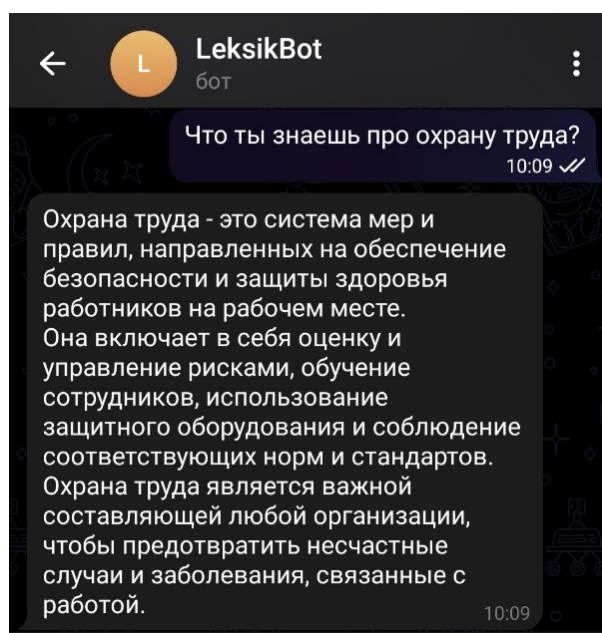 LeksikBot
бот
Что ты знаешь про охрану труда?
10:09
Охрана труда - это система мер и
правил, направленных на обеспечение
безопасности и защиты здоровья
работников на рабочем месте.
Она включает в себя оценку и
управление рисками, обучение
сотрудников, использование
защитного оборудования и соблюдение
соответствующих норм и стандартов.
Охрана труда является важной
составляющей любой организации,
чтобы предотвратить несчастные
случаи и заболевания, связанные с
работой.
10:09